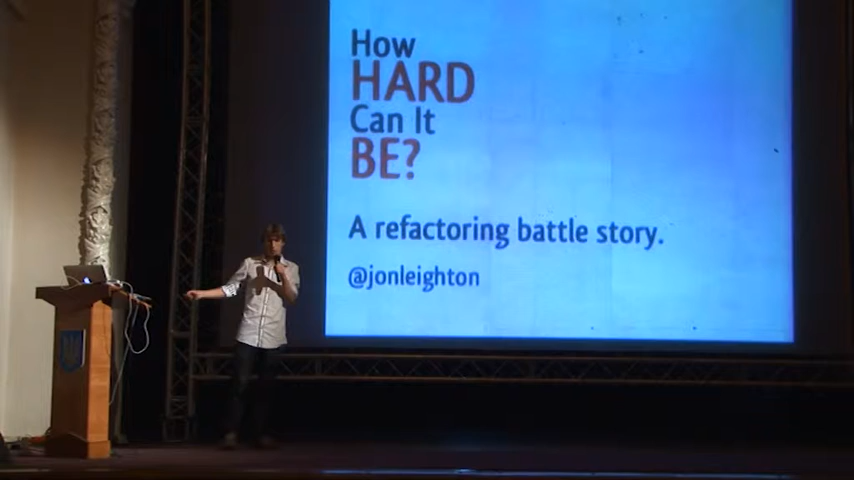 How
HARD
Can It
BE?
A refactoring battle story.
@jonleighton